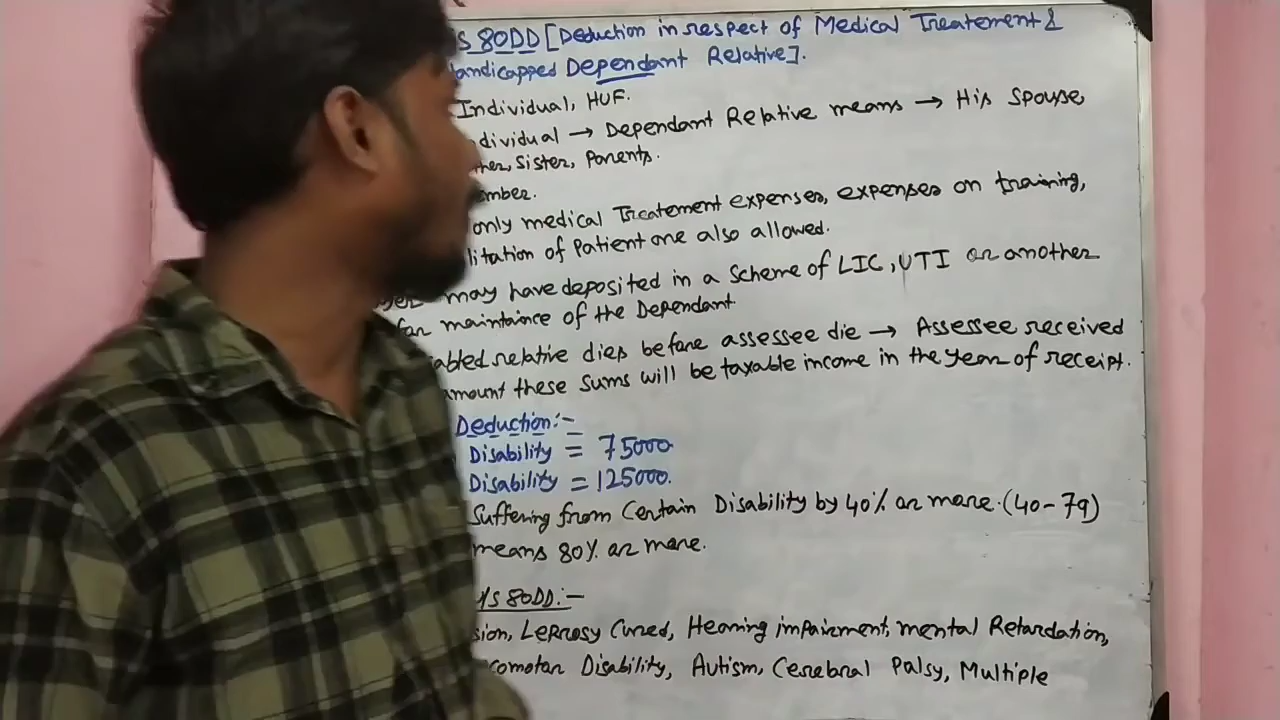 S 80DD [Deduction in respect of Medical Treatement &
andicapped Dependant Relative].
Individual, HUF.
dividual → Dependant Relative means → His Spouse,
ther, Sister, Parents.
ember.
only medical Treatement expenses, expenses on training,
litation of Patient are also allowed.
may have deposited in a Scheme of LIC, UTI or another
for maintaince of the Dependant
abled relative dies before assessee die → Assessee received
amount these sums will be taxable income in the year of receipt.
Deduction:-
Disability = 75000
Disability = 125000.
Suffering from Certain Disability by 40% or more. (40-79)
means 80% or more.
U/S 80DD:-
sion, Leprosy Cured, Hearing impairment, mental Retardation,
comotor Disability, Autism, Cerebral Palsy, Multiple